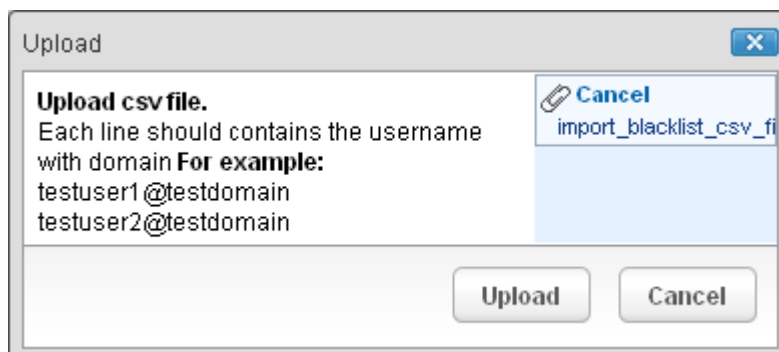 Upload
Upload csv file.
Each line should contains the username
with domain For example:
testuser1@testdomain
testuser2@testdomain
Cancel
import_blacklist_csv_fi
Upload
Cancel